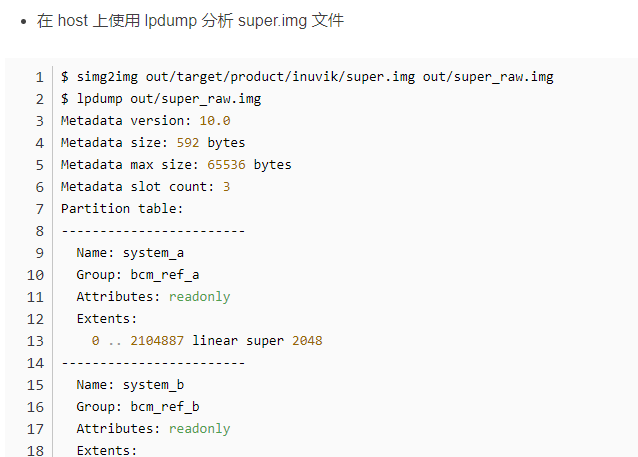 在 host 上使用 lpdump 分析 super.img 文件
1 $ simg2img out/target/product/inuvik/super.img out/super_raw.img
2 $ lpdump out/super_raw.img
3 Metadata version: 10.0
4 Metadata size: 592 bytes
5 Metadata max size: 65536 bytes
6 Metadata slot count: 3
7 Partition table:
8 ------------------------
9 Name: system_a
10 Group: bcm_ref_a
11 Attributes: readonly
12 Extents:
13 0 .. 2104887 linear super 2048
14 ------------------------
15 Name: system_b
16 Group: bcm_ref_b
17 Attributes: readonly
18 Extents: